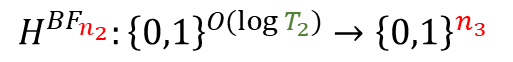 H^{BF_{n_2}}: {0,1}^{O(log T_2)} → {0,1}^{n_3}